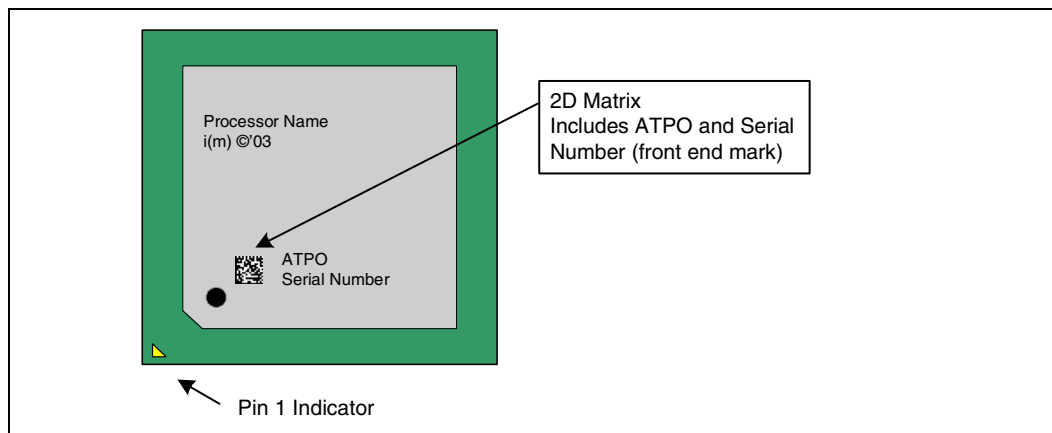 Processor Name
i(m) ©'03
2D Matrix
Includes ATPO and Serial
Number (front end mark)
ATPO
Serial Number
Pin 1 Indicator